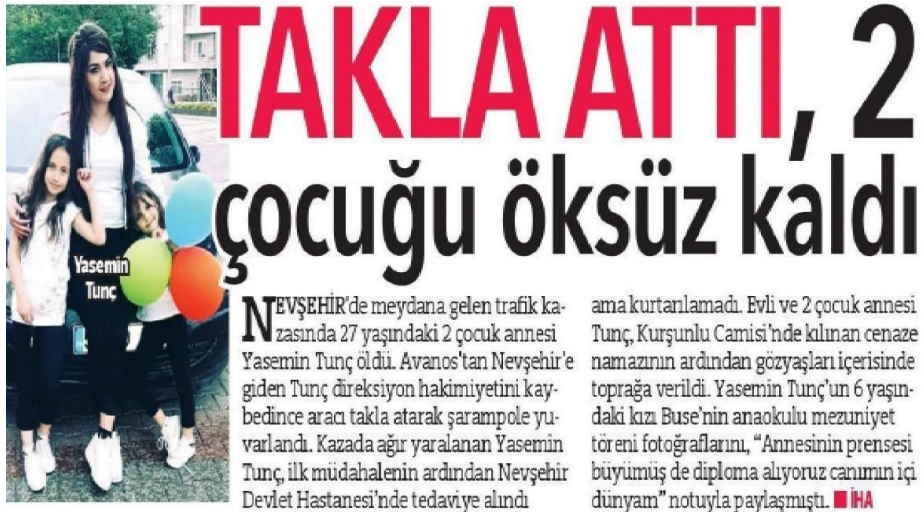 TAKLA ATTI, 2
çocuğu öksüz kaldı
Yasemin
Tunç
NEVŞEHİR'de meydana gelen trafik ka-
zasında 27 yaşındaki 2 çocuk annesi
Yasemin Tunç öldü. Avanos'tan Nevşehir'e
giden Tunç direksiyon hakimiyetini kay-
bedince aracı takla atarak şarampole yu-
varlandı. Kazada ağır yaralanan Yasemin
Tunç, ilk müdahalenin ardından Nevşehir
Devlet Hastanesi'nde tedaviye alındı
ama kurtarılamadı. Evli ve 2 çocuk annesi
Tunç, Kurşunlu Camisi'nde kılınan cenaze
namazının ardından gözyaşları içerisinde
toprağa verildi. Yasemin Tunç'un 6 yaşın-
daki kızı Buse'nin anaokulu mezuniyet
töreni fotoğraflarını, "Annesinin prensesi
büyümüş de diploma alıyoruz canımın içi
dünyam" notuyla paylaşmıştı. ■ İHA